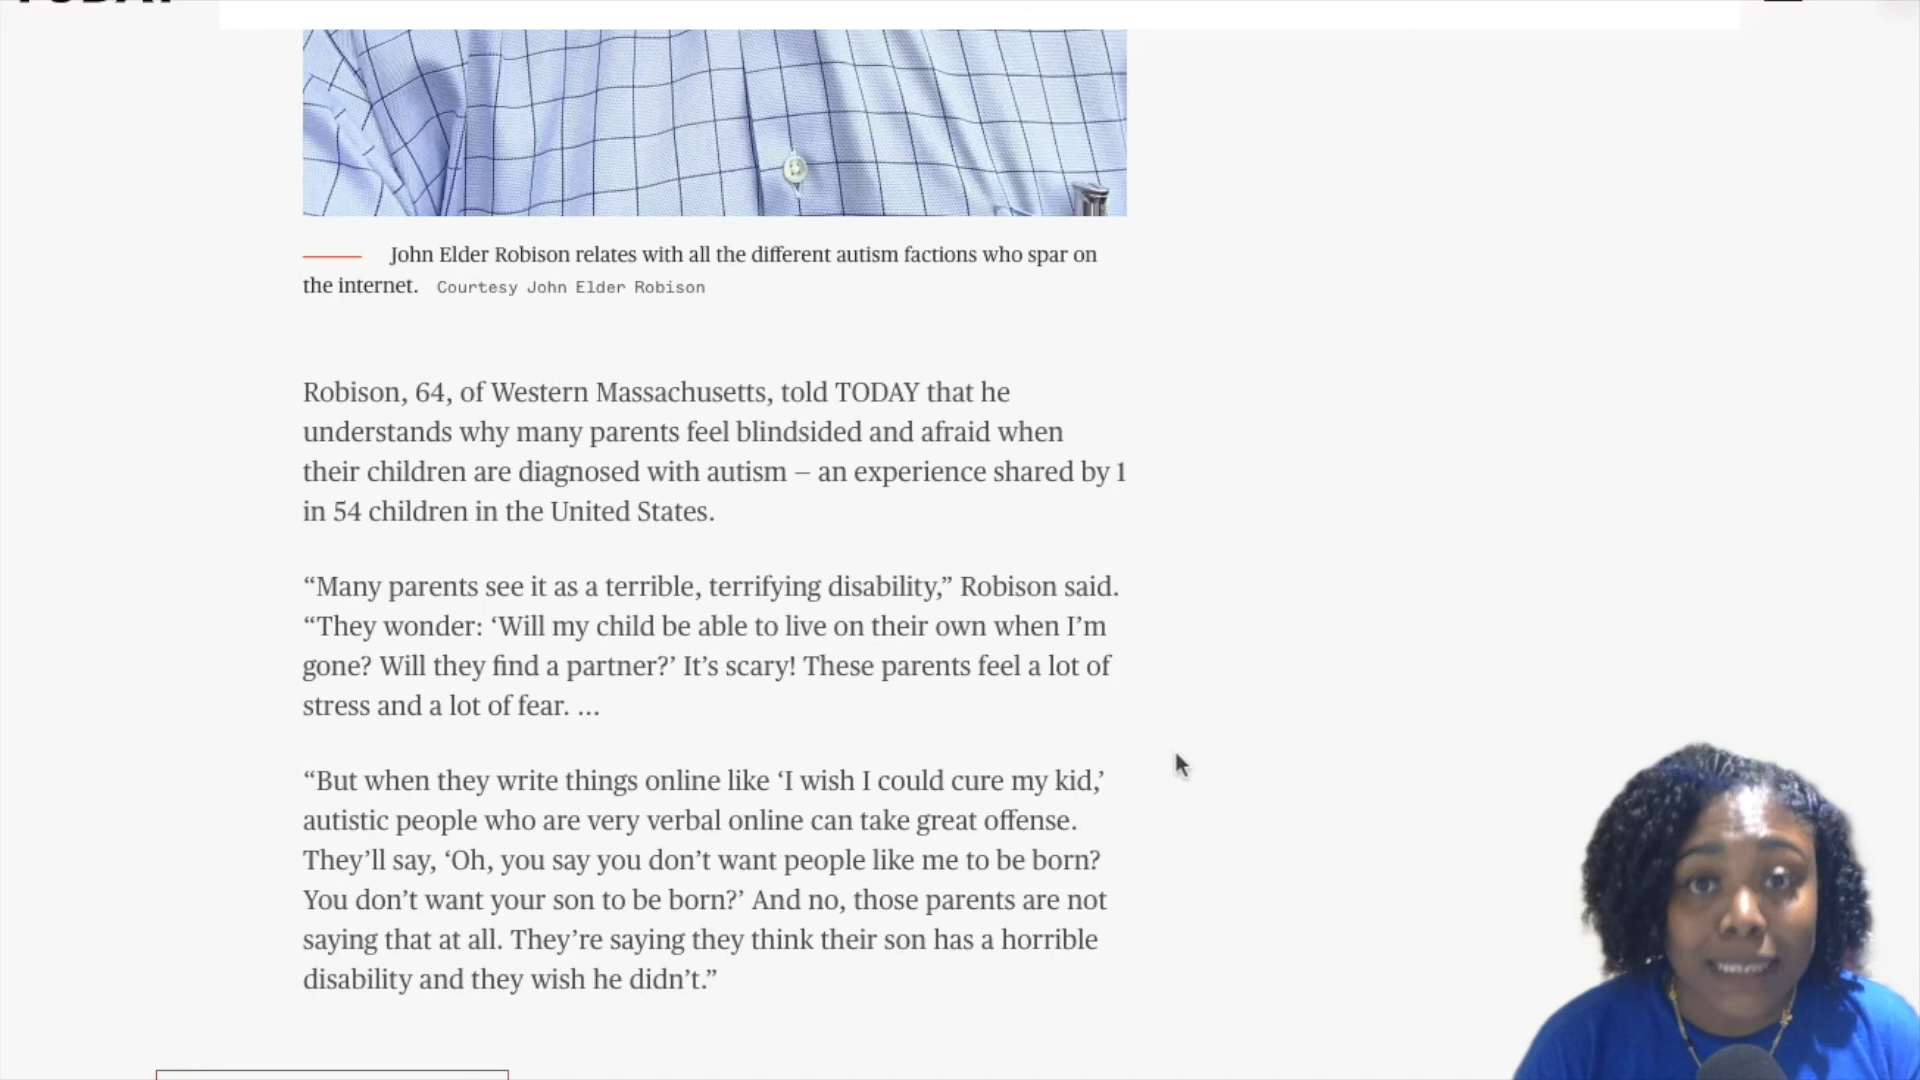 TODAY
John Elder Robison relates with all the different autism factions who spar on
the internet. Courtesy John Elder Robison
Robison, 64, of Western Massachusetts, told TODAY that he
understands why many parents feel blindsided and afraid when
their children are diagnosed with autism — an experience shared by 1
in 54 children in the United States.
“Many parents see it as a terrible, terrifying disability,” Robison said.
“They wonder: ‘Will my child be able to live on their own when I’m
gone? Will they find a partner?’ It’s scary! These parents feel a lot of
stress and a lot of fear. ...
“But when they write things online like ‘I wish I could cure my kid,’
autistic people who are very verbal online can take great offense.
They’ll say, ‘Oh, you say you don’t want people like me to be born?
You don’t want your son to be born?’ And no, those parents are not
saying that at all. They’re saying they think their son has a horrible
disability and they wish he didn’t.”